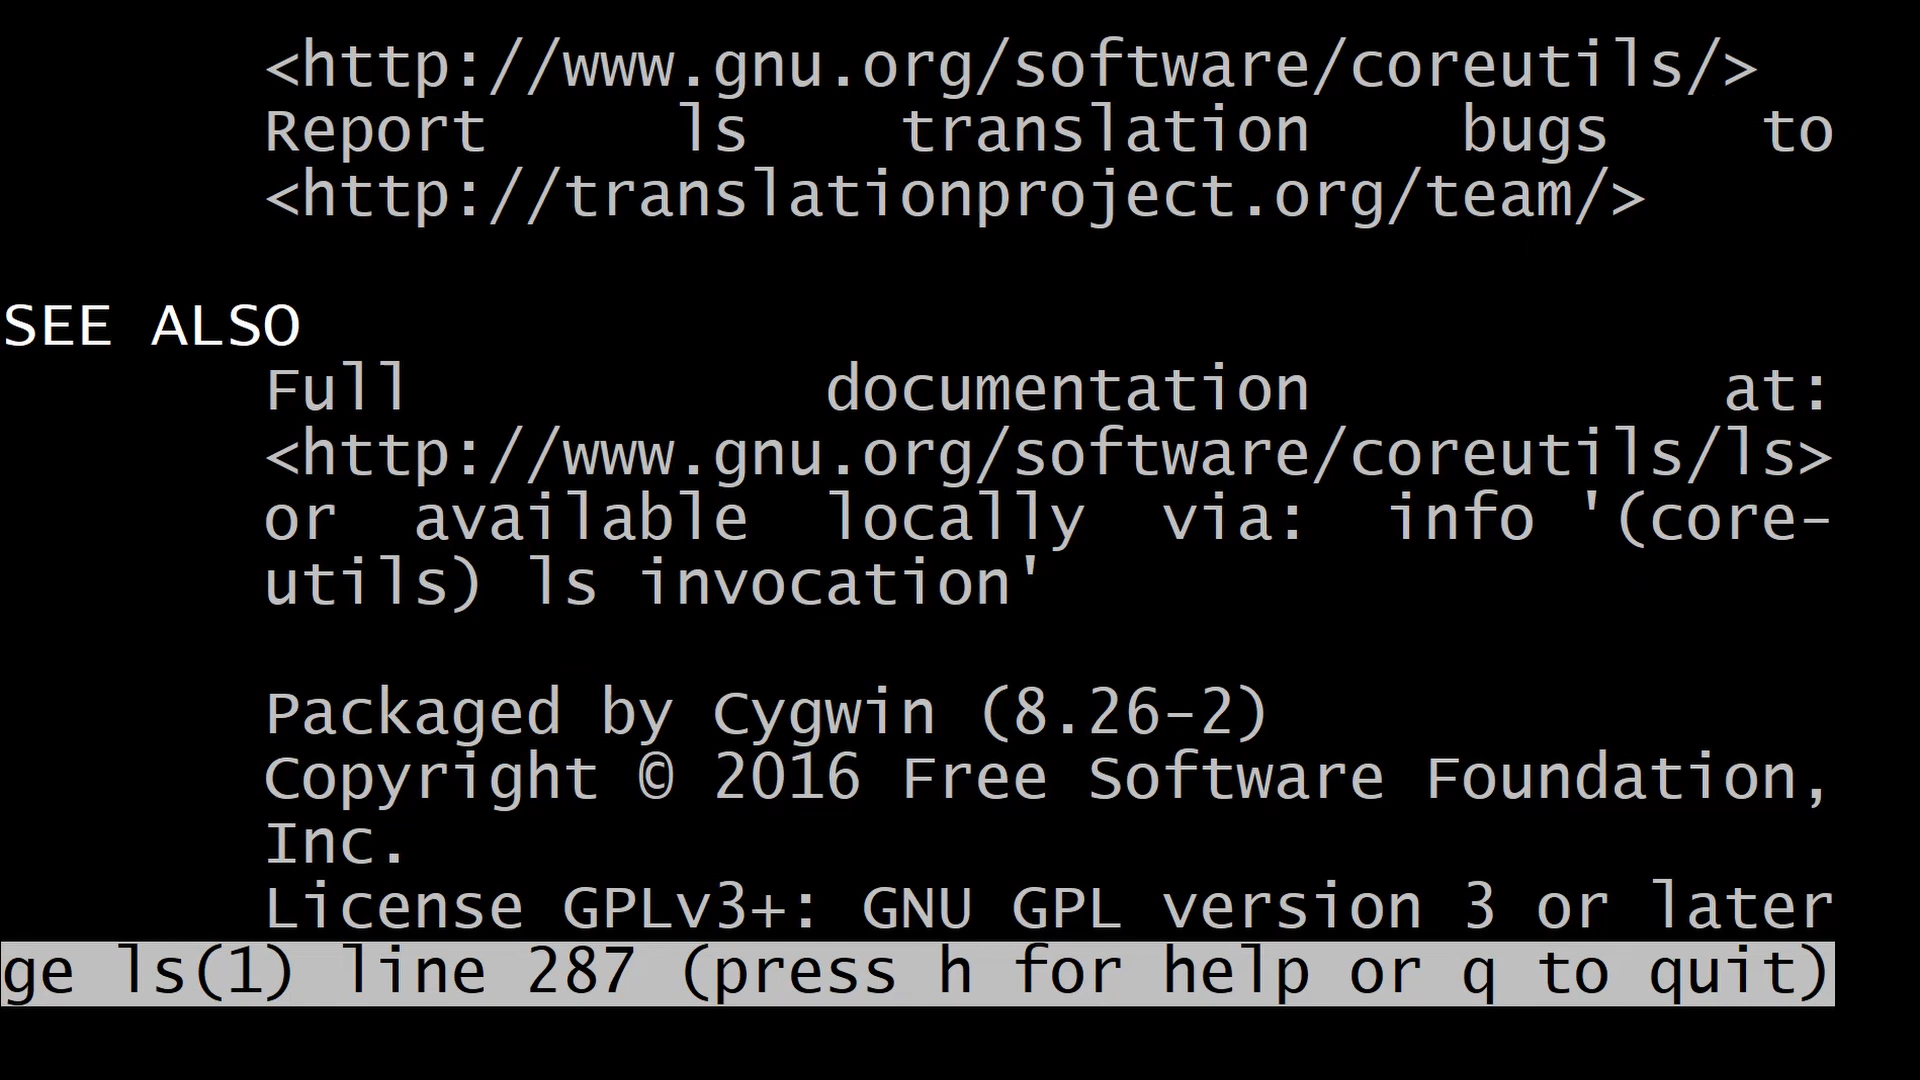 <http://www.gnu.org/software/coreutils/>
Report ls translation bugs to
<http://translationproject.org/team/>
SEE ALSO
Full documentation at:
<http://www.gnu.org/software/coreutils/ls>
or available locally via: info '(core-
utils) ls invocation'
Packaged by Cygwin (8.26-2)
Copyright © 2016 Free Software Foundation,
Inc.
License GPLv3+: GNU GPL version 3 or later
ge ls(1) line 287 (press h for help or q to quit)